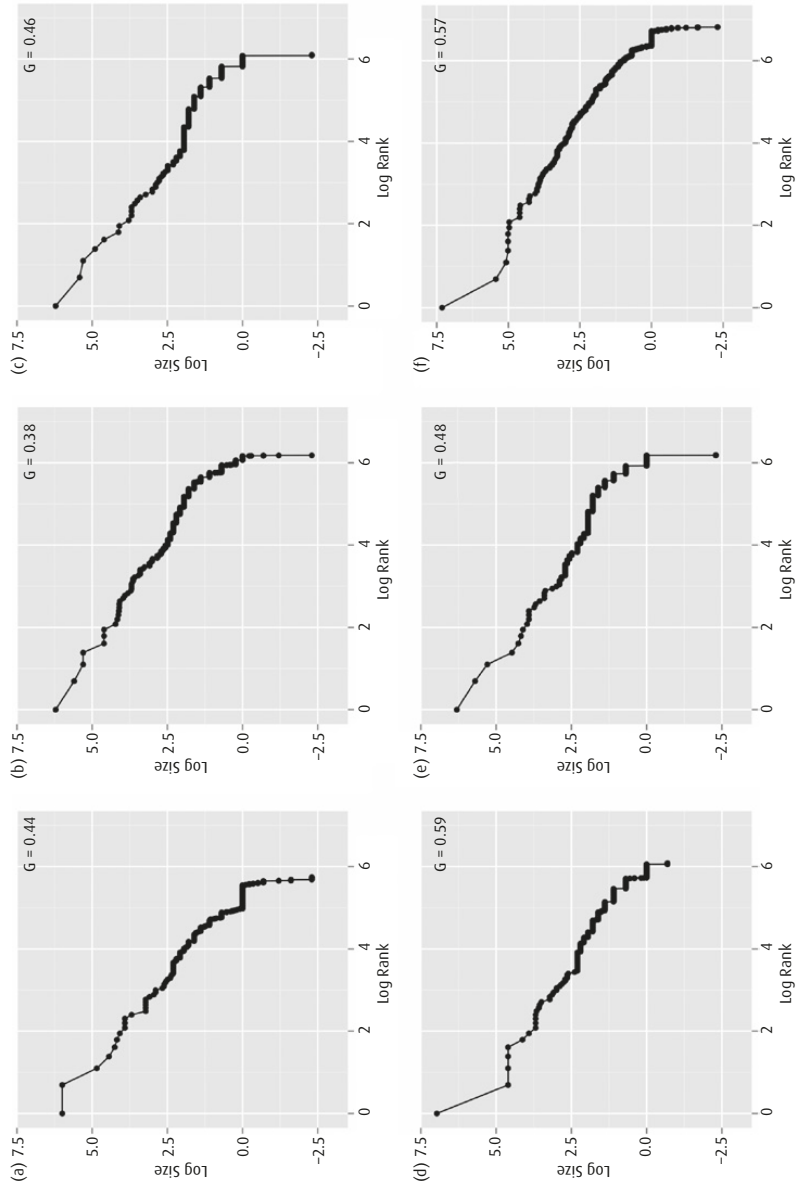 (a)
G = 0.44
7.5
5.0
2.5
0.0
−2.5
Log Size
0
2
4
6
Log Rank
(b)
G = 0.38
7.5
5.0
2.5
0.0
−2.5
Log Size
0
2
4
6
Log Rank
(c)
G = 0.46
7.5
5.0
2.5
0.0
−2.5
Log Size
0
2
4
6
Log Rank
(d)
G = 0.59
7.5
5.0
2.5
0.0
−2.5
Log Size
0
2
4
6
Log Rank
(e)
G = 0.48
7.5
5.0
2.5
0.0
−2.5
Log Size
0
2
4
6
Log Rank
(f)
G = 0.57
7.5
5.0
2.5
0.0
−2.5
Log Size
0
2
4
6
Log Rank